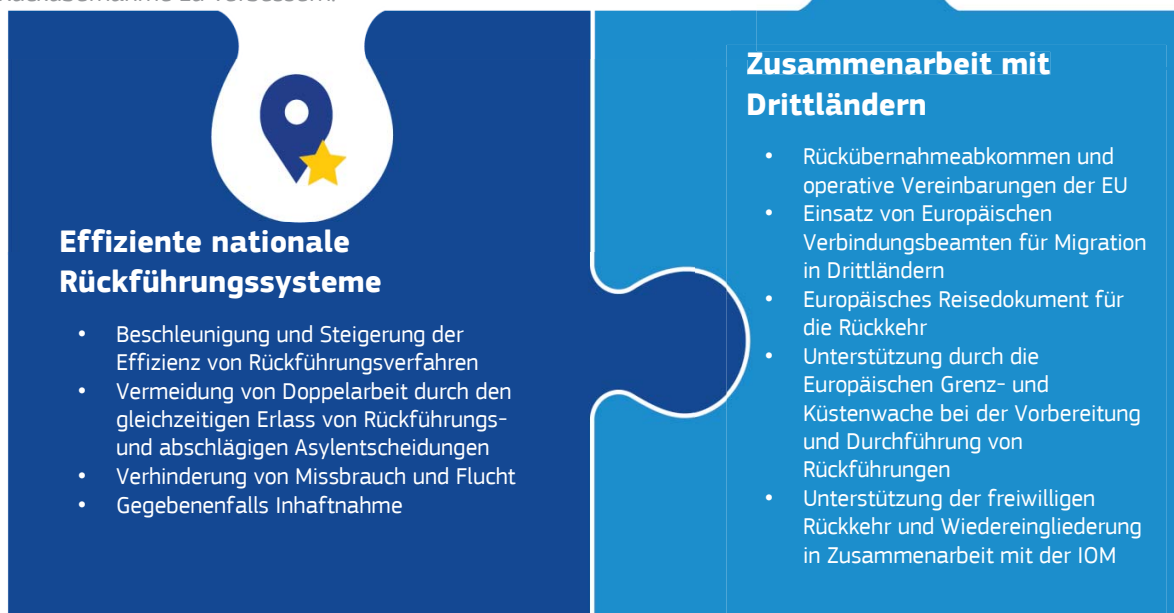 Effiziente nationale
Rückführungssysteme
• Beschleunigung und Steigerung der
Effizienz von Rückführungsverfahren
• Vermeidung von Doppelarbeit durch den
gleichzeitigen Erlass von Rückführungs-
und abschlägigen Asylentscheidungen
• Verhinderung von Missbrauch und Flucht
• Gegebenenfalls Inhaftnahme
Zusammenarbeit mit
Drittländern
• Rückübernahmeabkommen und
operative Vereinbarungen der EU
• Einsatz von Europäischen
Verbindungsbeamten für Migration
in Drittländern
• Europäisches Reisedokument für
die Rückkehr
• Unterstützung durch die
Europäischen Grenz- und
Küstenwache bei der Vorbereitung
und Durchführung von
Rückführungen
• Unterstützung der freiwilligen
Rückkehr und Wiedereingliederung
in Zusammenarbeit mit der IOM